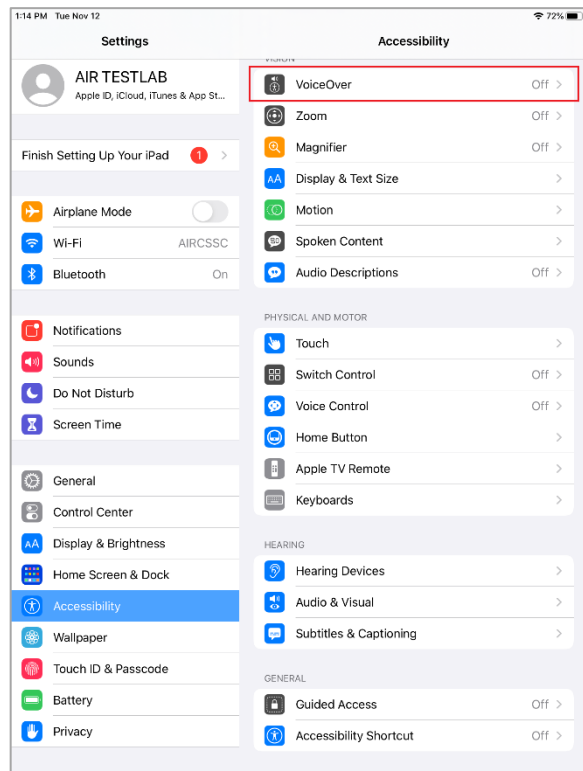 1:14 PM Tue Nov 12
72%
Settings
AIR TESTLAB
Apple ID, iCloud, iTunes & App St...
Finish Setting Up Your iPad 1
Airplane Mode
Wi-Fi AIRCSSC
Bluetooth On
Notifications
Sounds
Do Not Disturb
Screen Time
General
Control Center
AA Display & Brightness
Home Screen & Dock
Accessibility
Wallpaper
Touch ID & Passcode
Battery
Privacy
Accessibility
VISION
VoiceOver Off
Zoom Off
Magnifier Off
AA Display & Text Size
Motion
Spoken Content
Audio Descriptions Off
PHYSICAL AND MOTOR
Touch
Switch Control Off
Voice Control Off
Home Button
Apple TV Remote
Keyboards
HEARING
Hearing Devices
Audio & Visual
Subtitles & Captioning
GENERAL
Guided Access Off
Accessibility Shortcut Off